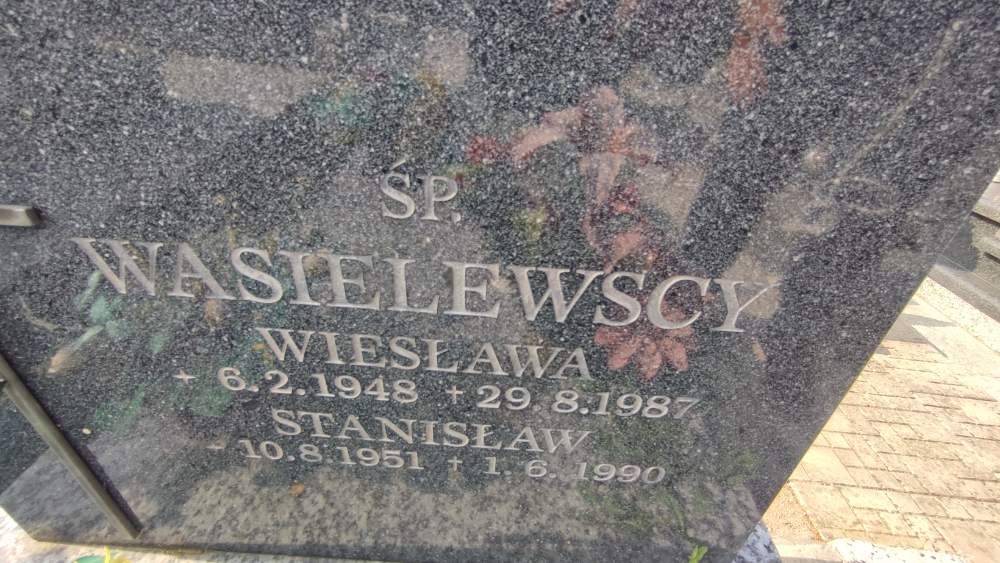 ŚP.
WASIELEWSCY
WIESŁAWA
* 6.2.1948 + 29.8.1987
STANISŁAW
* 10.8.1951 + 1.6.1990